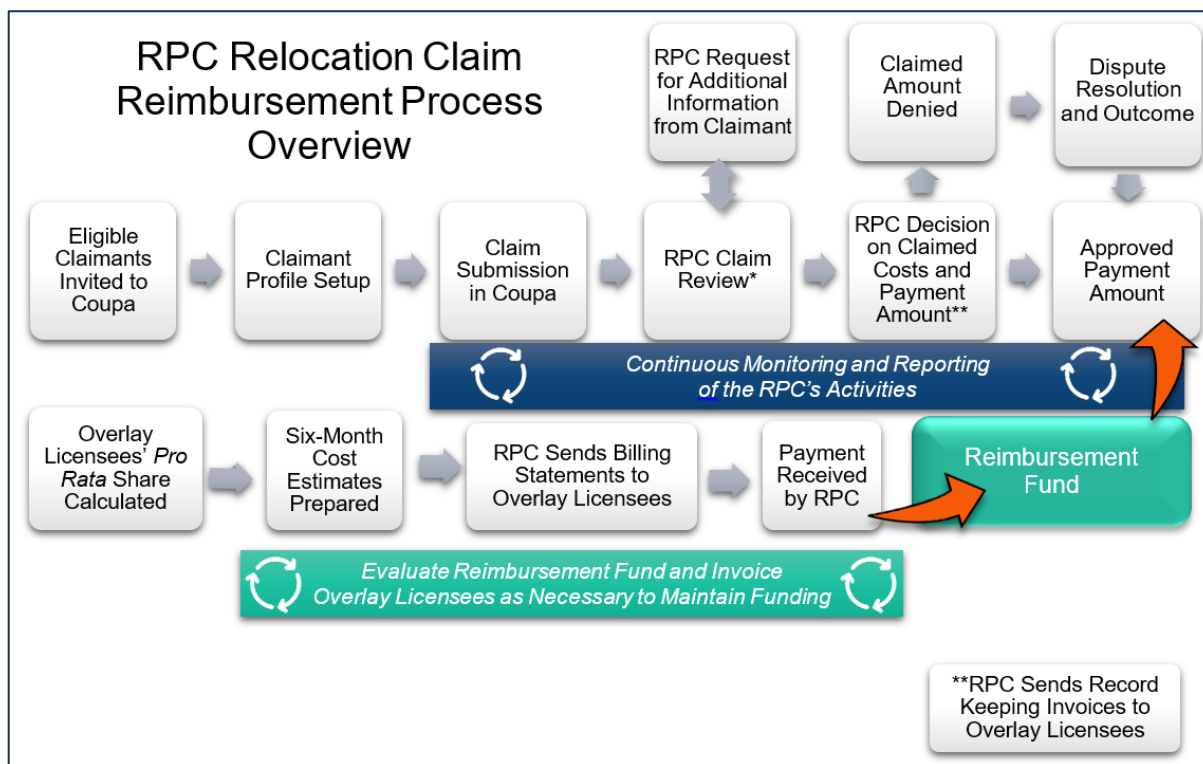 RPC Relocation Claim
Reimbursement Process
Overview
RPC Request
for Additional
Information
from Claimant
Claimed
Amount
Denied
Dispute
Resolution
and Outcome
Eligible
Claimants
Invited to
Coupa
Claimant
Profile Setup
Claim
Submission
in Coupa
RPC Claim
Review*
RPC Decision
on Claimed
Costs and
Payment
Amount**
Approved
Payment
Amount
Continuous Monitoring and Reporting
of the RPC's Activities
Overlay
Licensees' Pro
Rata Share
Calculated
Six-Month
Cost
Estimates
Prepared
RPC Sends Billing
Statements to
Overlay Licensees
Payment
Received
by RPC
Reimbursement
Fund
Evaluate Reimbursement Fund and Invoice
Overlay Licensees as Necessary to Maintain Funding
**RPC Sends Record
Keeping Invoices to
Overlay Licensees